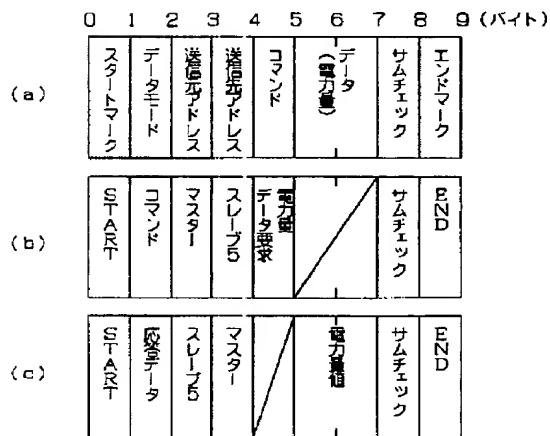 0 1 2 3 4 5 6 7 8 9 (バイト)
(a)
スタートマーク
データモード
送信元アドレス
送信先アドレス
コマンド
データ
(電力量)
サムチェック
エンドマーク
(b)
START
コマンド
マスター
スレーブ5
電力量
データ要求
サムチェック
END
(c)
START
応答データ
スレーブ5
マスター
電力量値
サムチェック
END